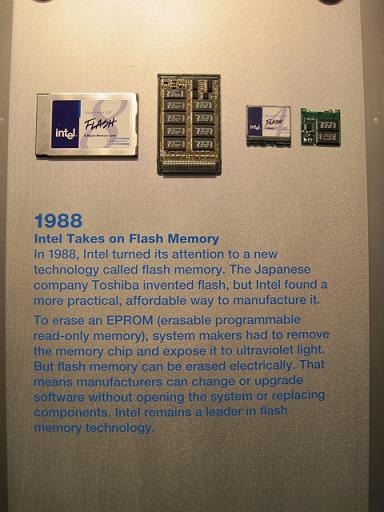 intel
FLASH
8
intel
FLASH
4
1988
Intel Takes on Flash Memory
In 1988, Intel turned its attention to a new
technology called flash memory. The Japanese
company Toshiba invented flash, but Intel found a
more practical, affordable way to manufacture it.
To erase an EPROM (erasable programmable
read-only memory), system makers had to remove
the memory chip and expose it to ultraviolet light.
But flash memory can be erased electrically. That
means manufacturers can change or upgrade
software without opening the system or replacing
components. Intel remains a leader in flash
memory technology.